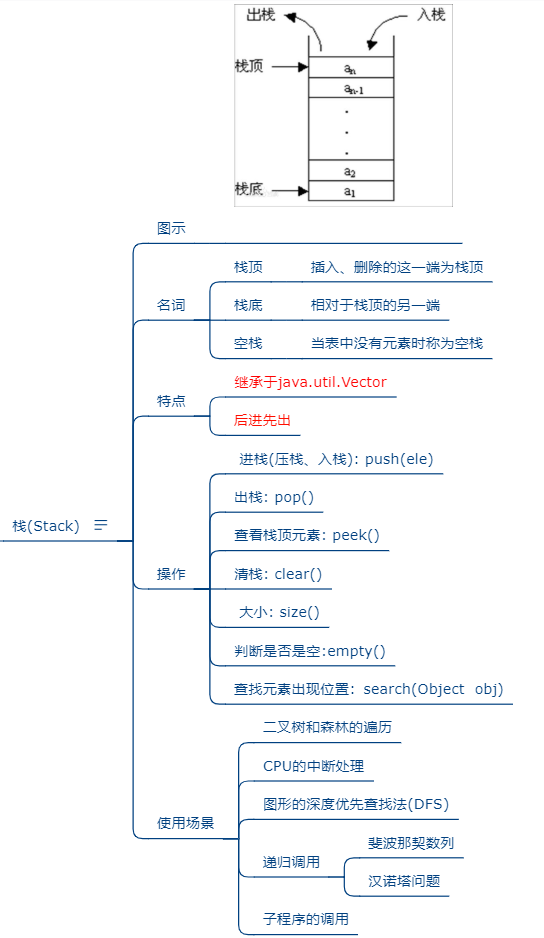 出栈
入栈
栈顶
an
an-1
a2
栈底
a1
图示
栈顶
插入、删除的这一端为栈顶
名词
栈底
相对于栈顶的另一端
空栈
当表中没有元素时称为空栈
特点
继承于java.util.Vector
后进先出
栈(Stack)
操作
进栈(压栈、入栈): push(ele)
出栈: pop()
查看栈顶元素: peek()
清栈: clear()
大小: size()
判断是否是空:empty()
查找元素出现位置: search(Object obj)
使用场景
二叉树和森林的遍历
CPU的中断处理
图形的深度优先查找法(DFS)
递归调用
斐波那契数列
汉诺塔问题
子程序的调用